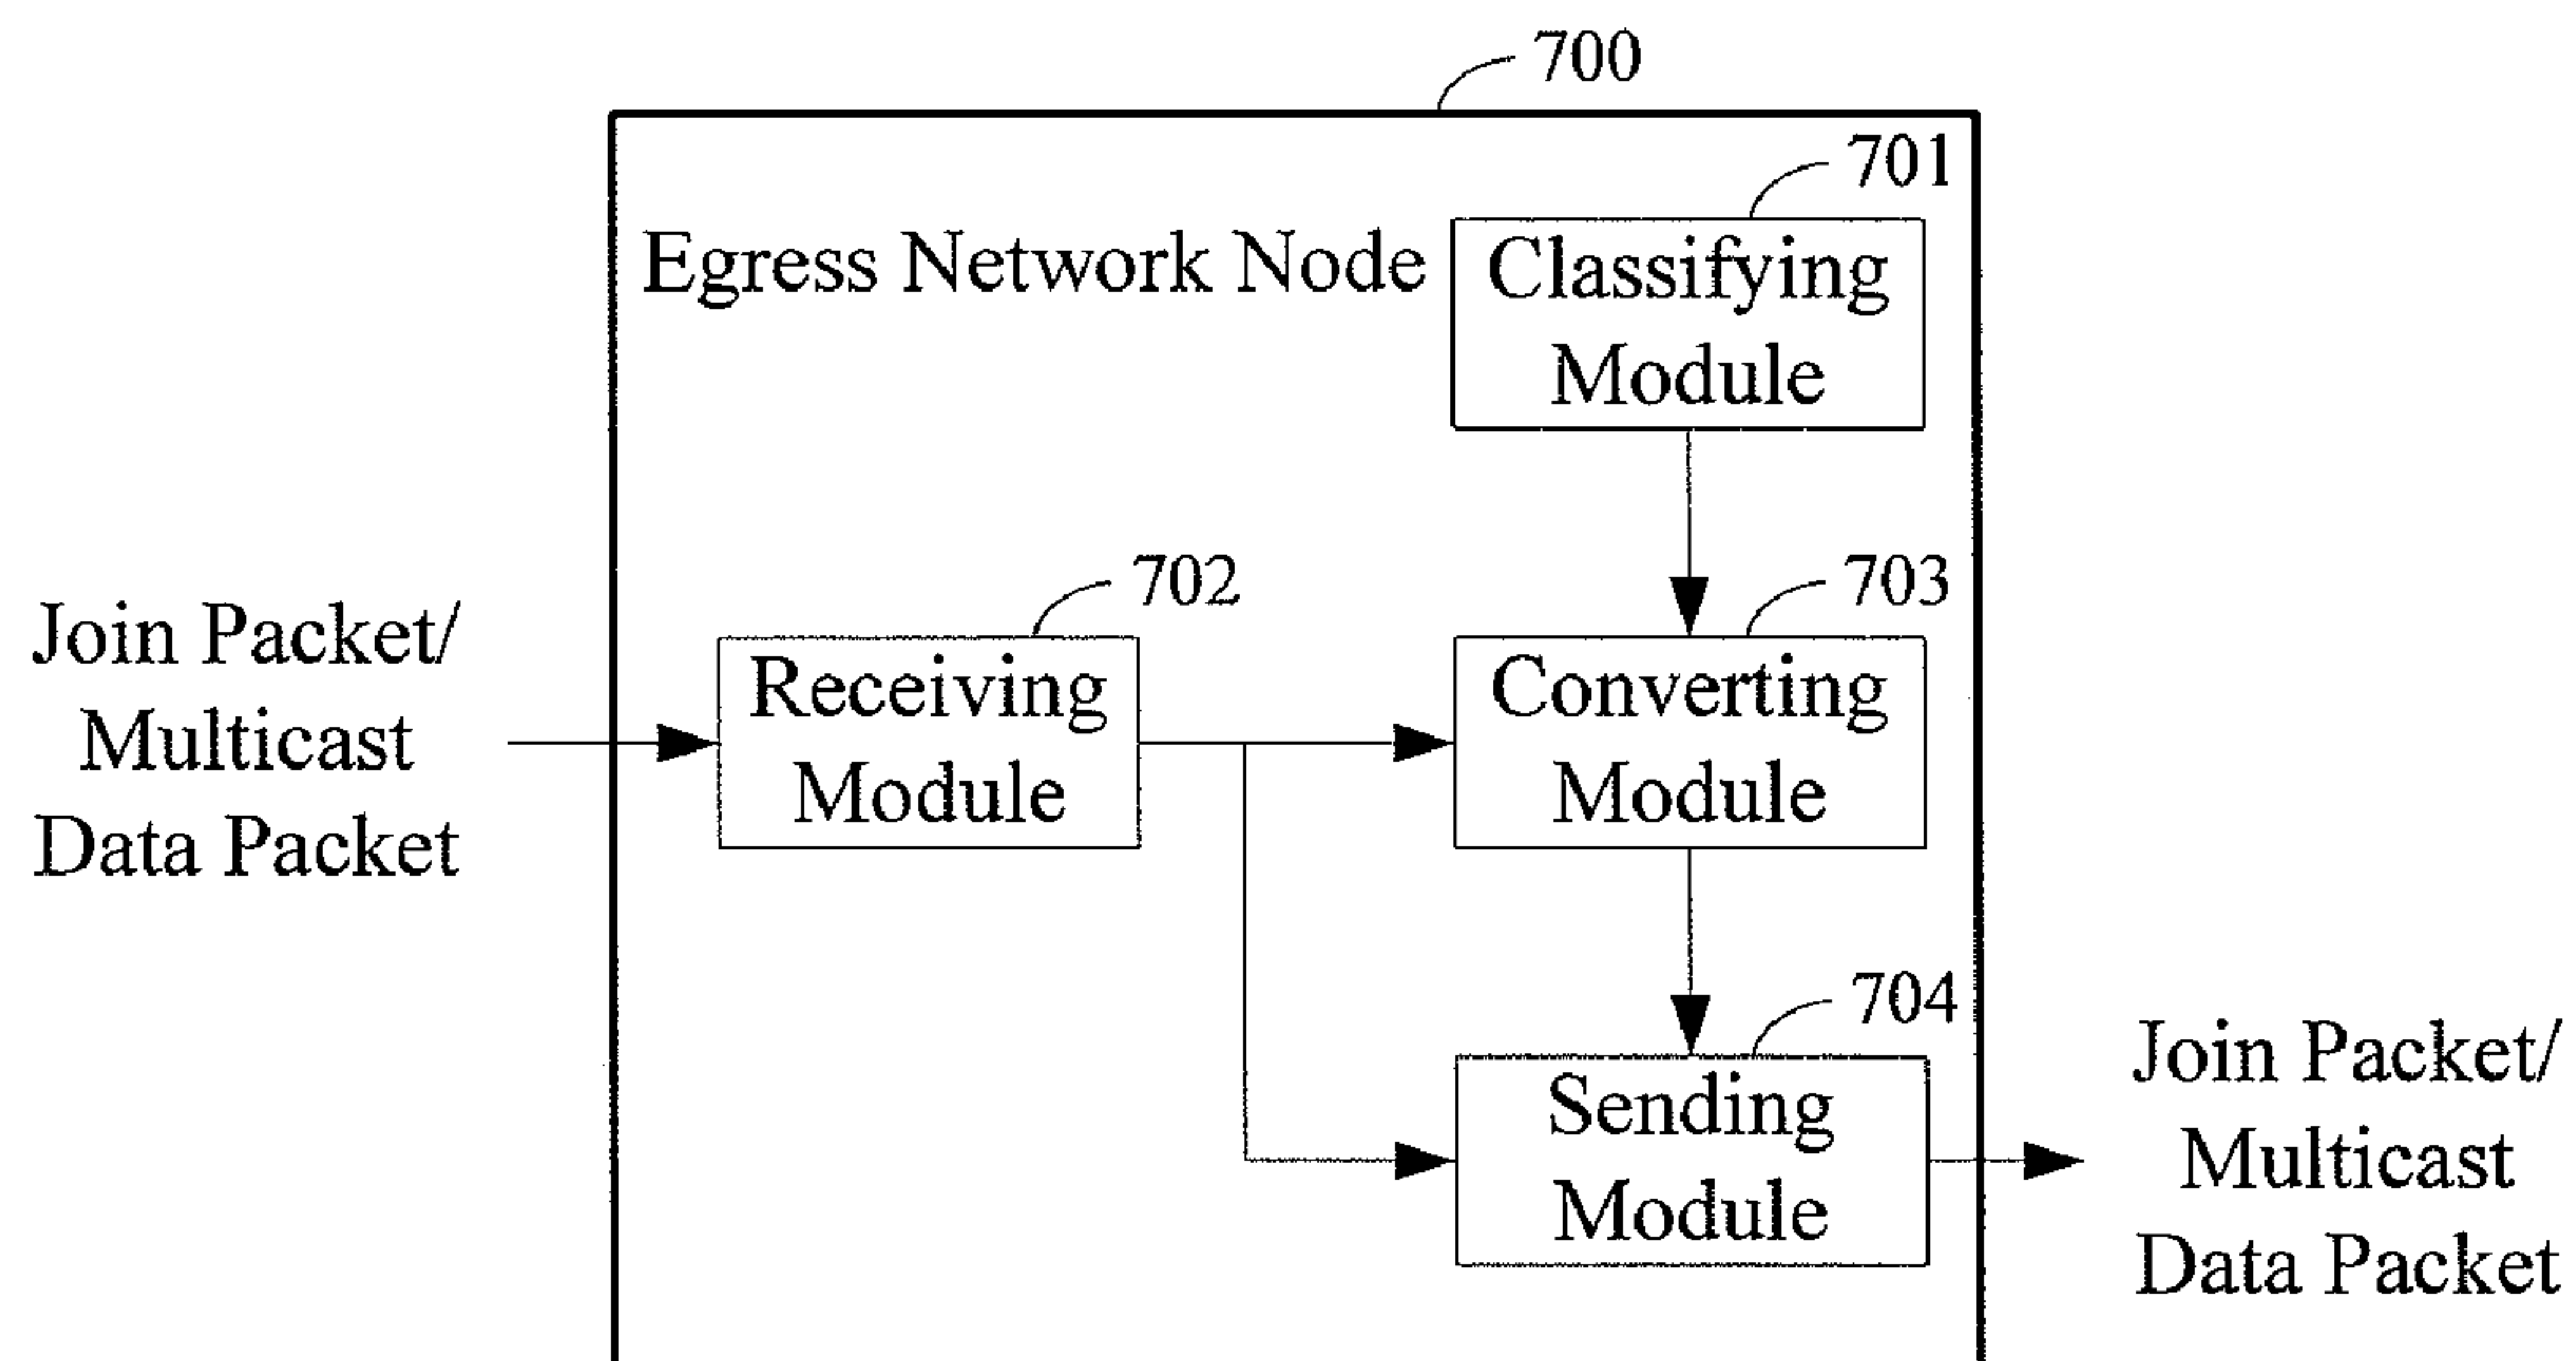 700
701
Egress Network Node
Classifying
Module
702
703
Join Packet/
Multicast
Data Packet
Receiving
Module
Converting
Module
704
Sending
Module
Join Packet/
Multicast
Data Packet